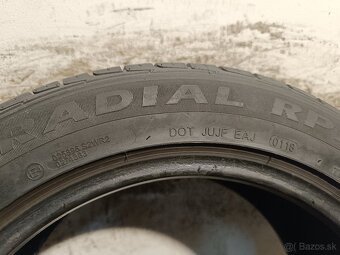 RADIAL RP
DOT JUJF EAJ 0118
Bazos.sk